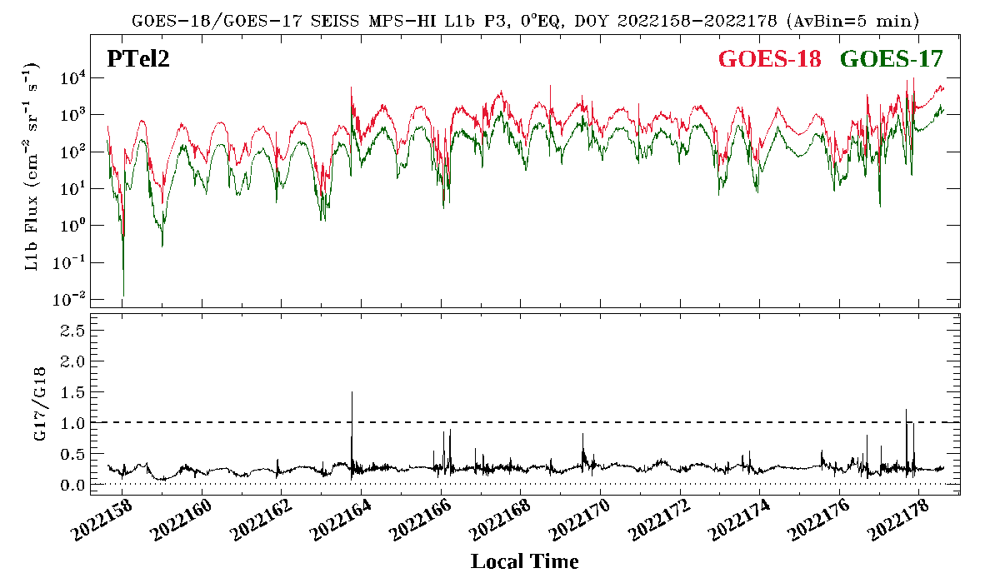 GOES-18/GOES-17 SEISS MPS-HI L1b P3, 0°EQ, DOY 2022158-2022178 (AvBin=5 min)
PTel2 GOES-18 GOES-17
L1b Flux (cm⁻² sr⁻¹ s⁻¹)
10⁴
10³
10²
10¹
10⁰
10⁻¹
10⁻²
G17/G18
2.5
2.0
1.5
1.0
0.5
0.0
2022158 2022160 2022162 2022164 2022166 2022168 2022170 2022172 2022174 2022176 2022178
Local Time